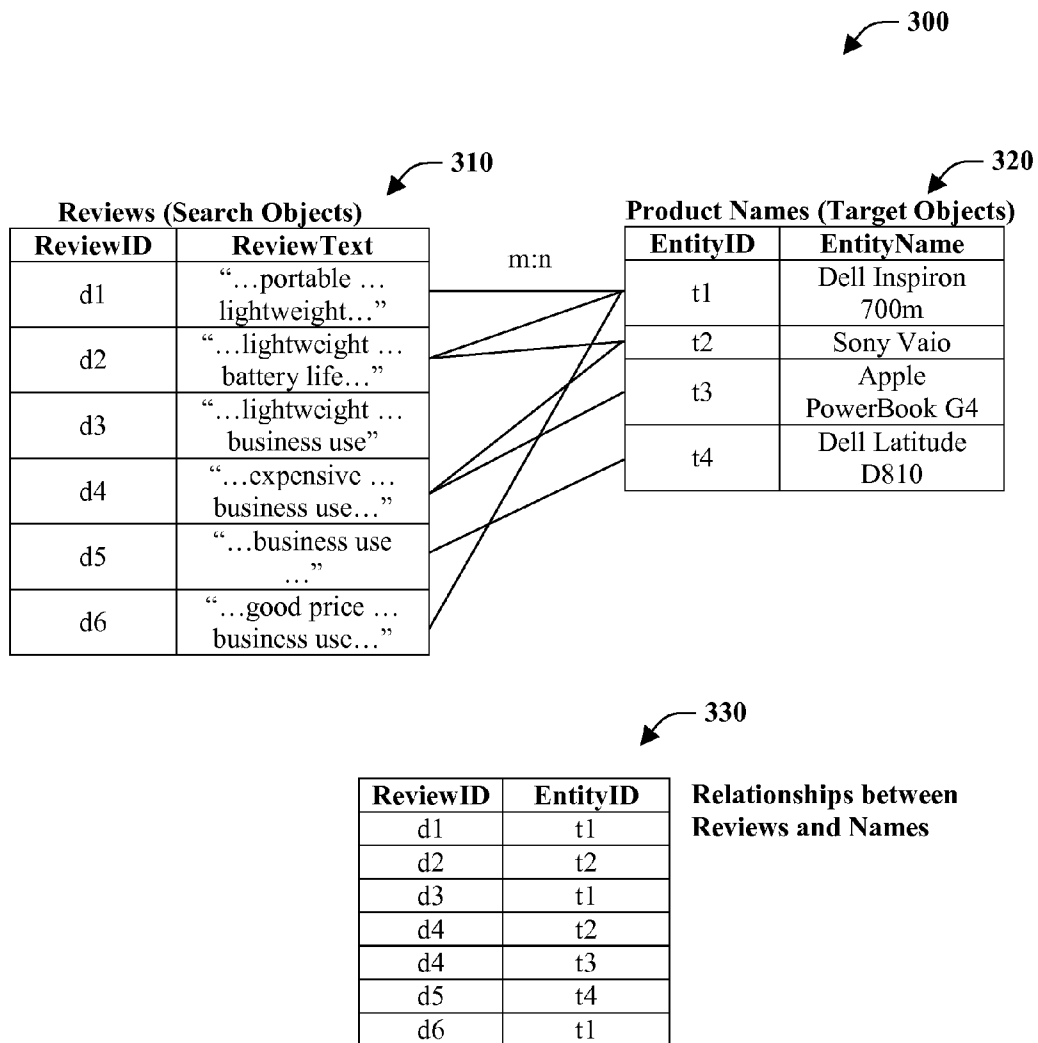 300
310
320
Reviews (Search Objects)
ReviewID ReviewText
d1 “…portable …
lightweight…”
d2 “…lightweight …
battery life…”
d3 “…lightweight …
business use”
d4 “…expensive …
business use…”
d5 “…business use
…”
d6 “…good price …
business use…”
m:n
Product Names (Target Objects)
EntityID EntityName
t1 Dell Inspiron
700m
t2 Sony Vaio
t3 Apple
PowerBook G4
t4 Dell Latitude
D810
330
ReviewID EntityID
d1 t1
d2 t2
d3 t1
d4 t2
d4 t3
d5 t4
d6 t1
Relationships between
Reviews and Names